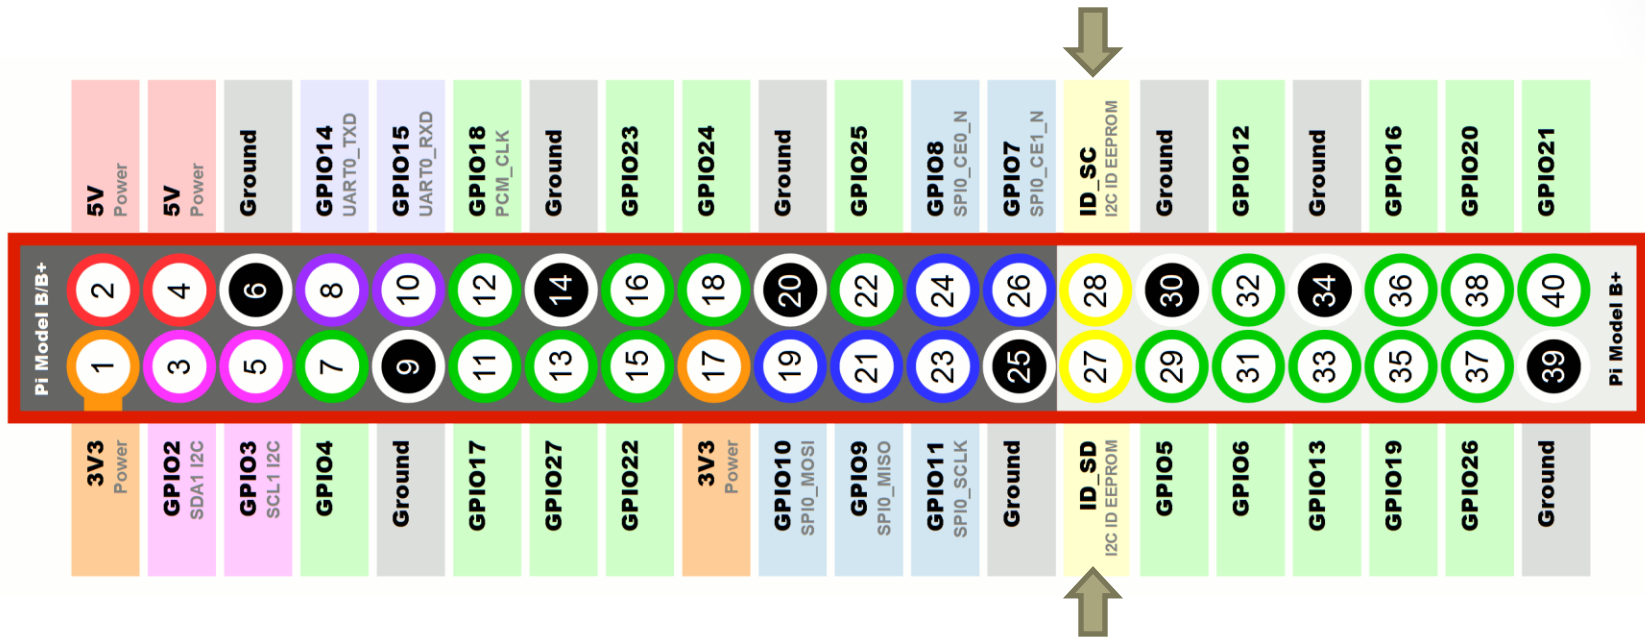 5V
Power
5V
Power
Ground
GPIO14
UART0_TXD
GPIO15
UART0_RXD
GPIO18
PCM_CLK
Ground
GPIO23
GPIO24
Ground
GPIO25
GPIO8
SPI0_CE0_N
GPIO7
SPI0_CE1_N
ID_SC
I2C ID EEPROM
Ground
GPIO12
Ground
GPIO16
GPIO20
GPIO21
Pi Model B/B+
2 4 6 8 10 12 14 16 18 20 22 24 26 28 30 32 34 36 38 40
1 3 5 7 9 11 13 15 17 19 21 23 25 27 29 31 33 35 37 39
Pi Model B+
3V3
Power
GPIO2
SDA1 I2C
GPIO3
SCL1 I2C
GPIO4
Ground
GPIO17
GPIO27
GPIO22
3V3
Power
GPIO10
SPI0_MOSI
GPIO9
SPI0_MISO
GPIO11
SPI0_SCLK
Ground
ID_SD
I2C ID EEPROM
GPIO5
GPIO6
GPIO13
GPIO19
GPIO26
Ground